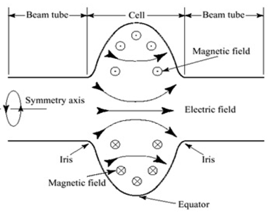 Beam tube Cell Beam tube
Magnetic field
Symmetry axis
Electric field
Iris Iris
Magnetic field
Equator